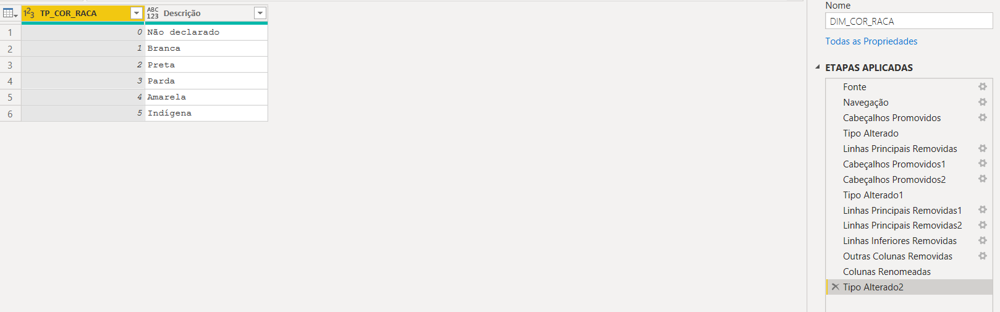 1²3 TP_COR_RACA ABC 123 Descrição
1 0 Não declarado
2 1 Branca
3 2 Preta
4 3 Parda
5 4 Amarela
6 5 Indígena
Nome
DIM_COR_RACA
Todas as Propriedades
ETAPAS APLICADAS
Fonte
Navegação
Cabeçalhos Promovidos
Tipo Alterado
Linhas Principais Removidas
Cabeçalhos Promovidos1
Cabeçalhos Promovidos2
Tipo Alterado1
Linhas Principais Removidas1
Linhas Principais Removidas2
Linhas Inferiores Removidas
Outras Colunas Removidas
Colunas Renomeadas
Tipo Alterado2